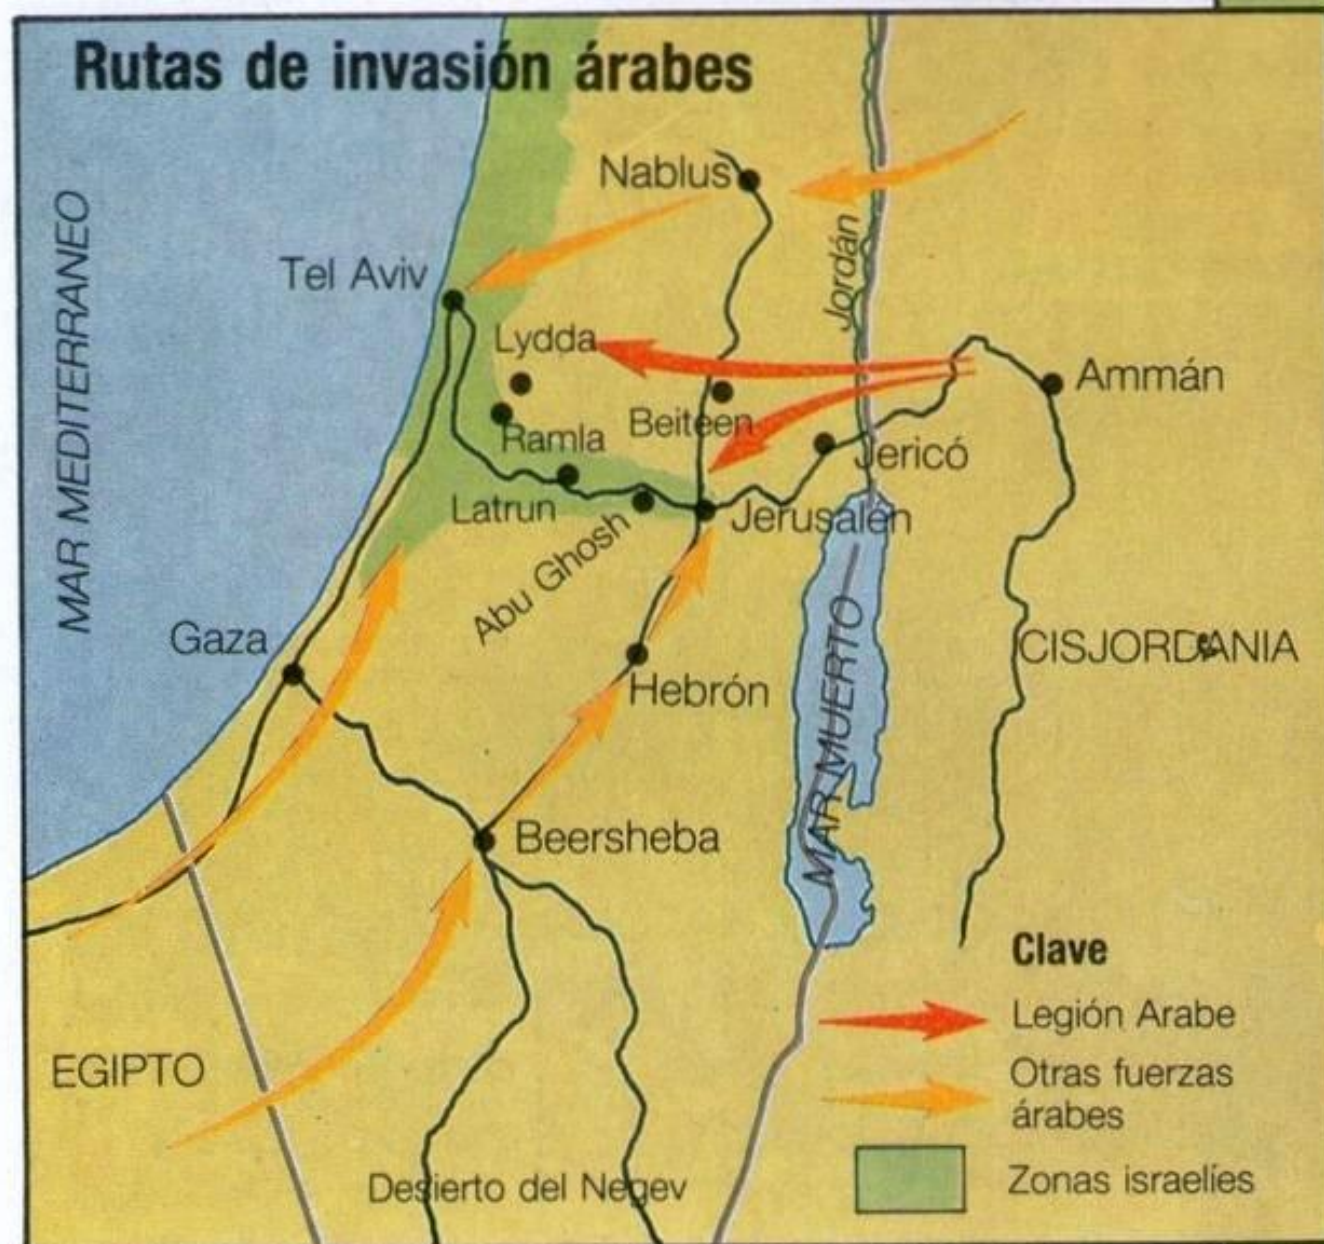 Rutas de invasión árabes
MAR MEDITERRANEO
Nablus
Jordán
Tel Aviv
Lydda
Ammán
Beiteen
Ramla
Jericó
Latrun
Jerusalén
Abu Ghosh
Gaza
CISJORDANIA
Hebrón
MAR MUERTO
Beersheba
EGIPTO
Desierto del Negev
Clave
Legión Arabe
Otras fuerzas
árabes
Zonas israelíes